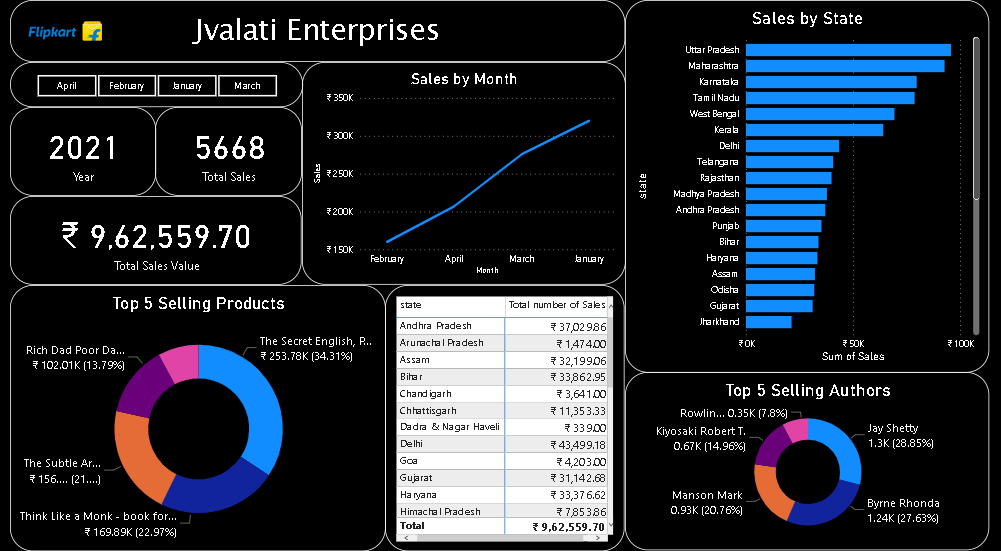 Flipkart
Jvalati Enterprises
April
February
January
March
2021
Year
5668
Total Sales
₹ 9,62,559.70
Total Sales Value
Sales by Month
Sales
₹ 350K
₹ 300K
₹ 250K
₹ 200K
₹ 150K
February
April
March
January
Month
Sales by State
state
Uttar Pradesh
Maharashtra
Karnataka
Tamil Nadu
West Bengal
Kerala
Delhi
Telangana
Rajasthan
Madhya Pradesh
Andhra Pradesh
Punjab
Bihar
Haryana
Assam
Odisha
Gujarat
Jharkhand
₹0K
₹ 50K
₹ 100K
Sum of Sales
Top 5 Selling Products
The Secret English, P...
₹ 253.78K (34.31%)
Rich Dad Poor Da...
₹ 102.01K (13.79%)
The Subtle Ar...
₹ 156.... (21....)
Think Like a Monk - book for...
₹ 169.89K (22.97%)
state Total number of Sales
Andhra Pradesh ₹ 37,029.86
Arurachal Pradesh ₹ 1,474.00
Assam ₹ 32,199.06
Bihar ₹ 33,862.95
Chandigarh ₹ 3,641.00
Chhattisgarh ₹ 11,353.33
Dadra & Nagar Haveli ₹ 339.00
Delhi ₹ 43,499.18
Goa ₹ 4,203.00
Gujarat ₹ 31,142.68
Haryana ₹ 33,376.62
Himachal Pradesh ₹ 7,853.86
Total ₹ 9,62,559.70
Top 5 Selling Authors
Rowlin... 0.35K (7.8%)
Kiyosaki Robert T.
0.67K (14.96%)
Jay Shetty
1.3K (28.85%)
Manson Mark
0.93K (20.76%)
Byrne Rhonda
1.24K (27.63%)